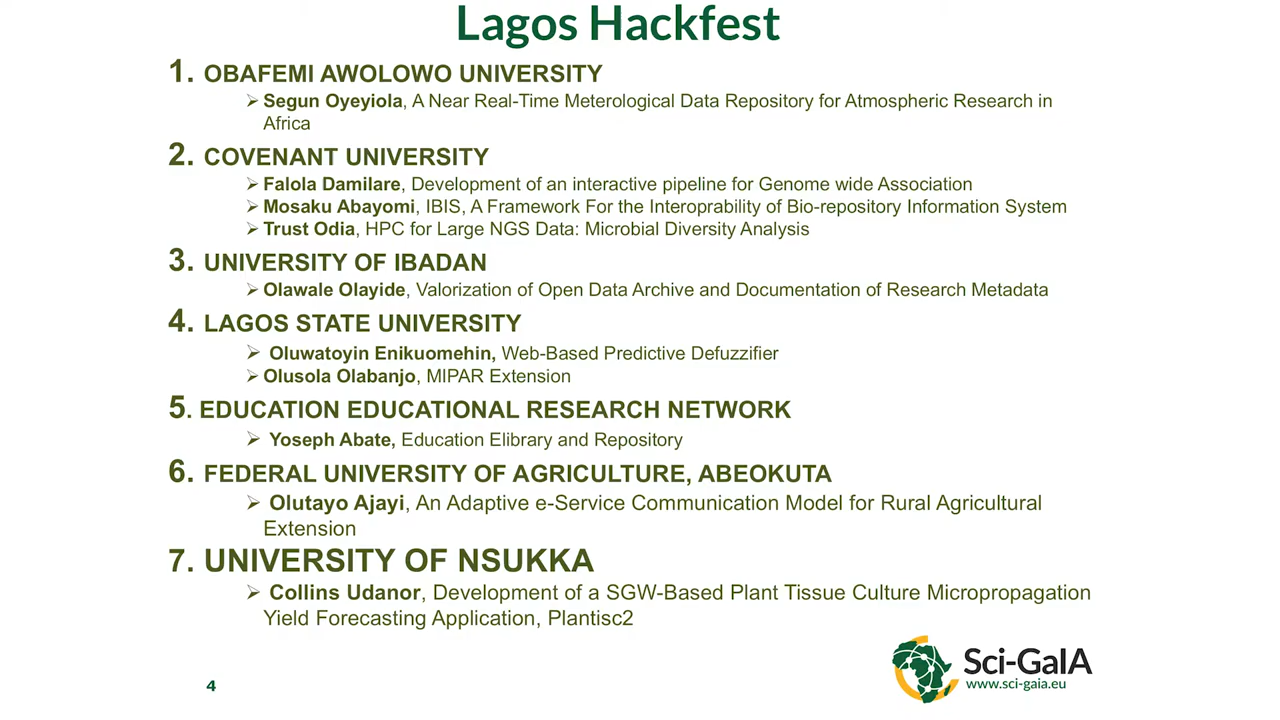 Lagos Hackfest
1. OBAFEMI AWOLOWO UNIVERSITY
➢ Segun Oyeyiola, A Near Real-Time Meterological Data Repository for Atmospheric Research in
Africa
2. COVENANT UNIVERSITY
➢ Falola Damilare, Development of an interactive pipeline for Genome wide Association
➢ Mosaku Abayomi, IBIS, A Framework For the Interoprability of Bio-repository Information System
➢ Trust Odia, HPC for Large NGS Data: Microbial Diversity Analysis
3. UNIVERSITY OF IBADAN
➢ Olawale Olayide, Valorization of Open Data Archive and Documentation of Research Metadata
4. LAGOS STATE UNIVERSITY
➢ Oluwatoyin Enikuomehin, Web-Based Predictive Defuzzifier
➢ Olusola Olabanjo, MIPAR Extension
5. EDUCATION EDUCATIONAL RESEARCH NETWORK
➢ Yoseph Abate, Education Elibrary and Repository
6. FEDERAL UNIVERSITY OF AGRICULTURE, ABEOKUTA
➢ Olutayo Ajayi, An Adaptive e-Service Communication Model for Rural Agricultural
Extension
7. UNIVERSITY OF NSUKKA
➢ Collins Udanor, Development of a SGW-Based Plant Tissue Culture Micropropagation
Yield Forecasting Application, Plantisc2
Sci-GaIA
www.sci-gaia.eu
4